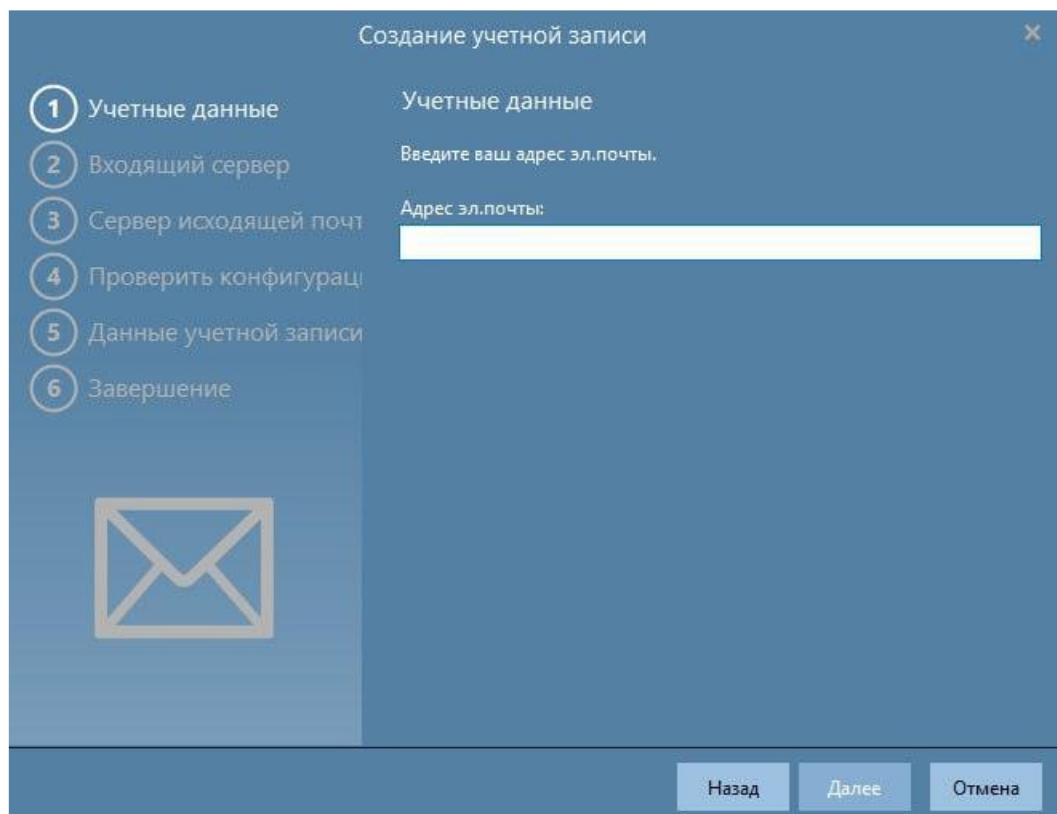 Создание учетной записи
1 Учетные данные
2 Входящий сервер
3 Сервер исходящей почт
4 Проверить конфигурац
5 Данные учетной записи
6 Завершение
Учетные данные
Введите ваш адрес эл.почты.
Адрес эл.почты:
Назад Далее Отмена